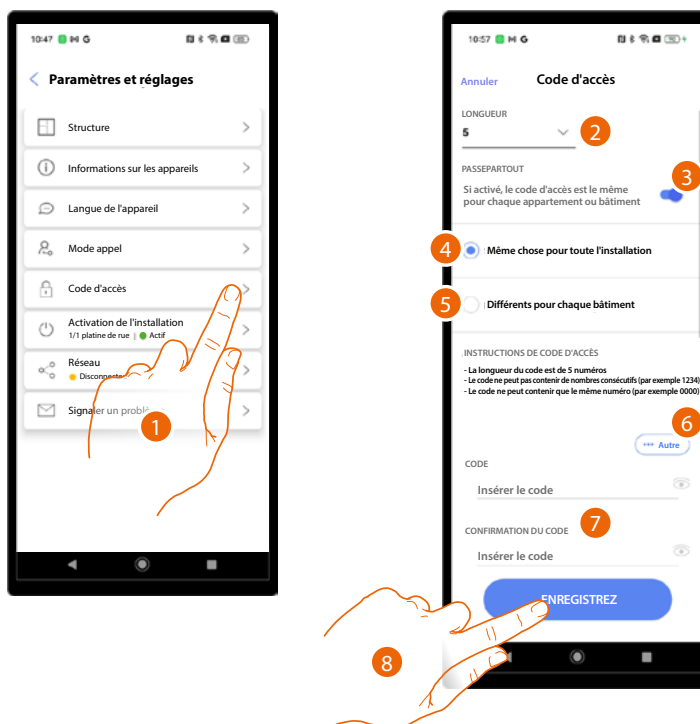 10:47
Paramètres et réglages
Structure
Informations sur les appareils
Langue de l'appareil
Mode appel
Code d'accès
Activation de l'installation
1/1 platine de rue | Actif
Réseau
Disconnecté
Signaler un problè
1
10:57
Annuler
Code d'accès
LONGUEUR
5
2
PASSEPARTOUT
3
Si activé, le code d'accès est le même
pour chaque appartement ou bâtiment
4
Même chose pour toute l'installation
5
Différents pour chaque bâtiment
INSTRUCTIONS DE CODE D'ACCÈS
- La longueur du code est de 5 numéros
- Le code ne peut pas contenir de nombres consécutifs (par exemple 1234)
- Le code ne peut contenir que le même numéro (par exemple 0000)
6
*** Autre
CODE
Insérer le code
7
CONFIRMATION DU CODE
Insérer le code
ENREGISTREZ
8